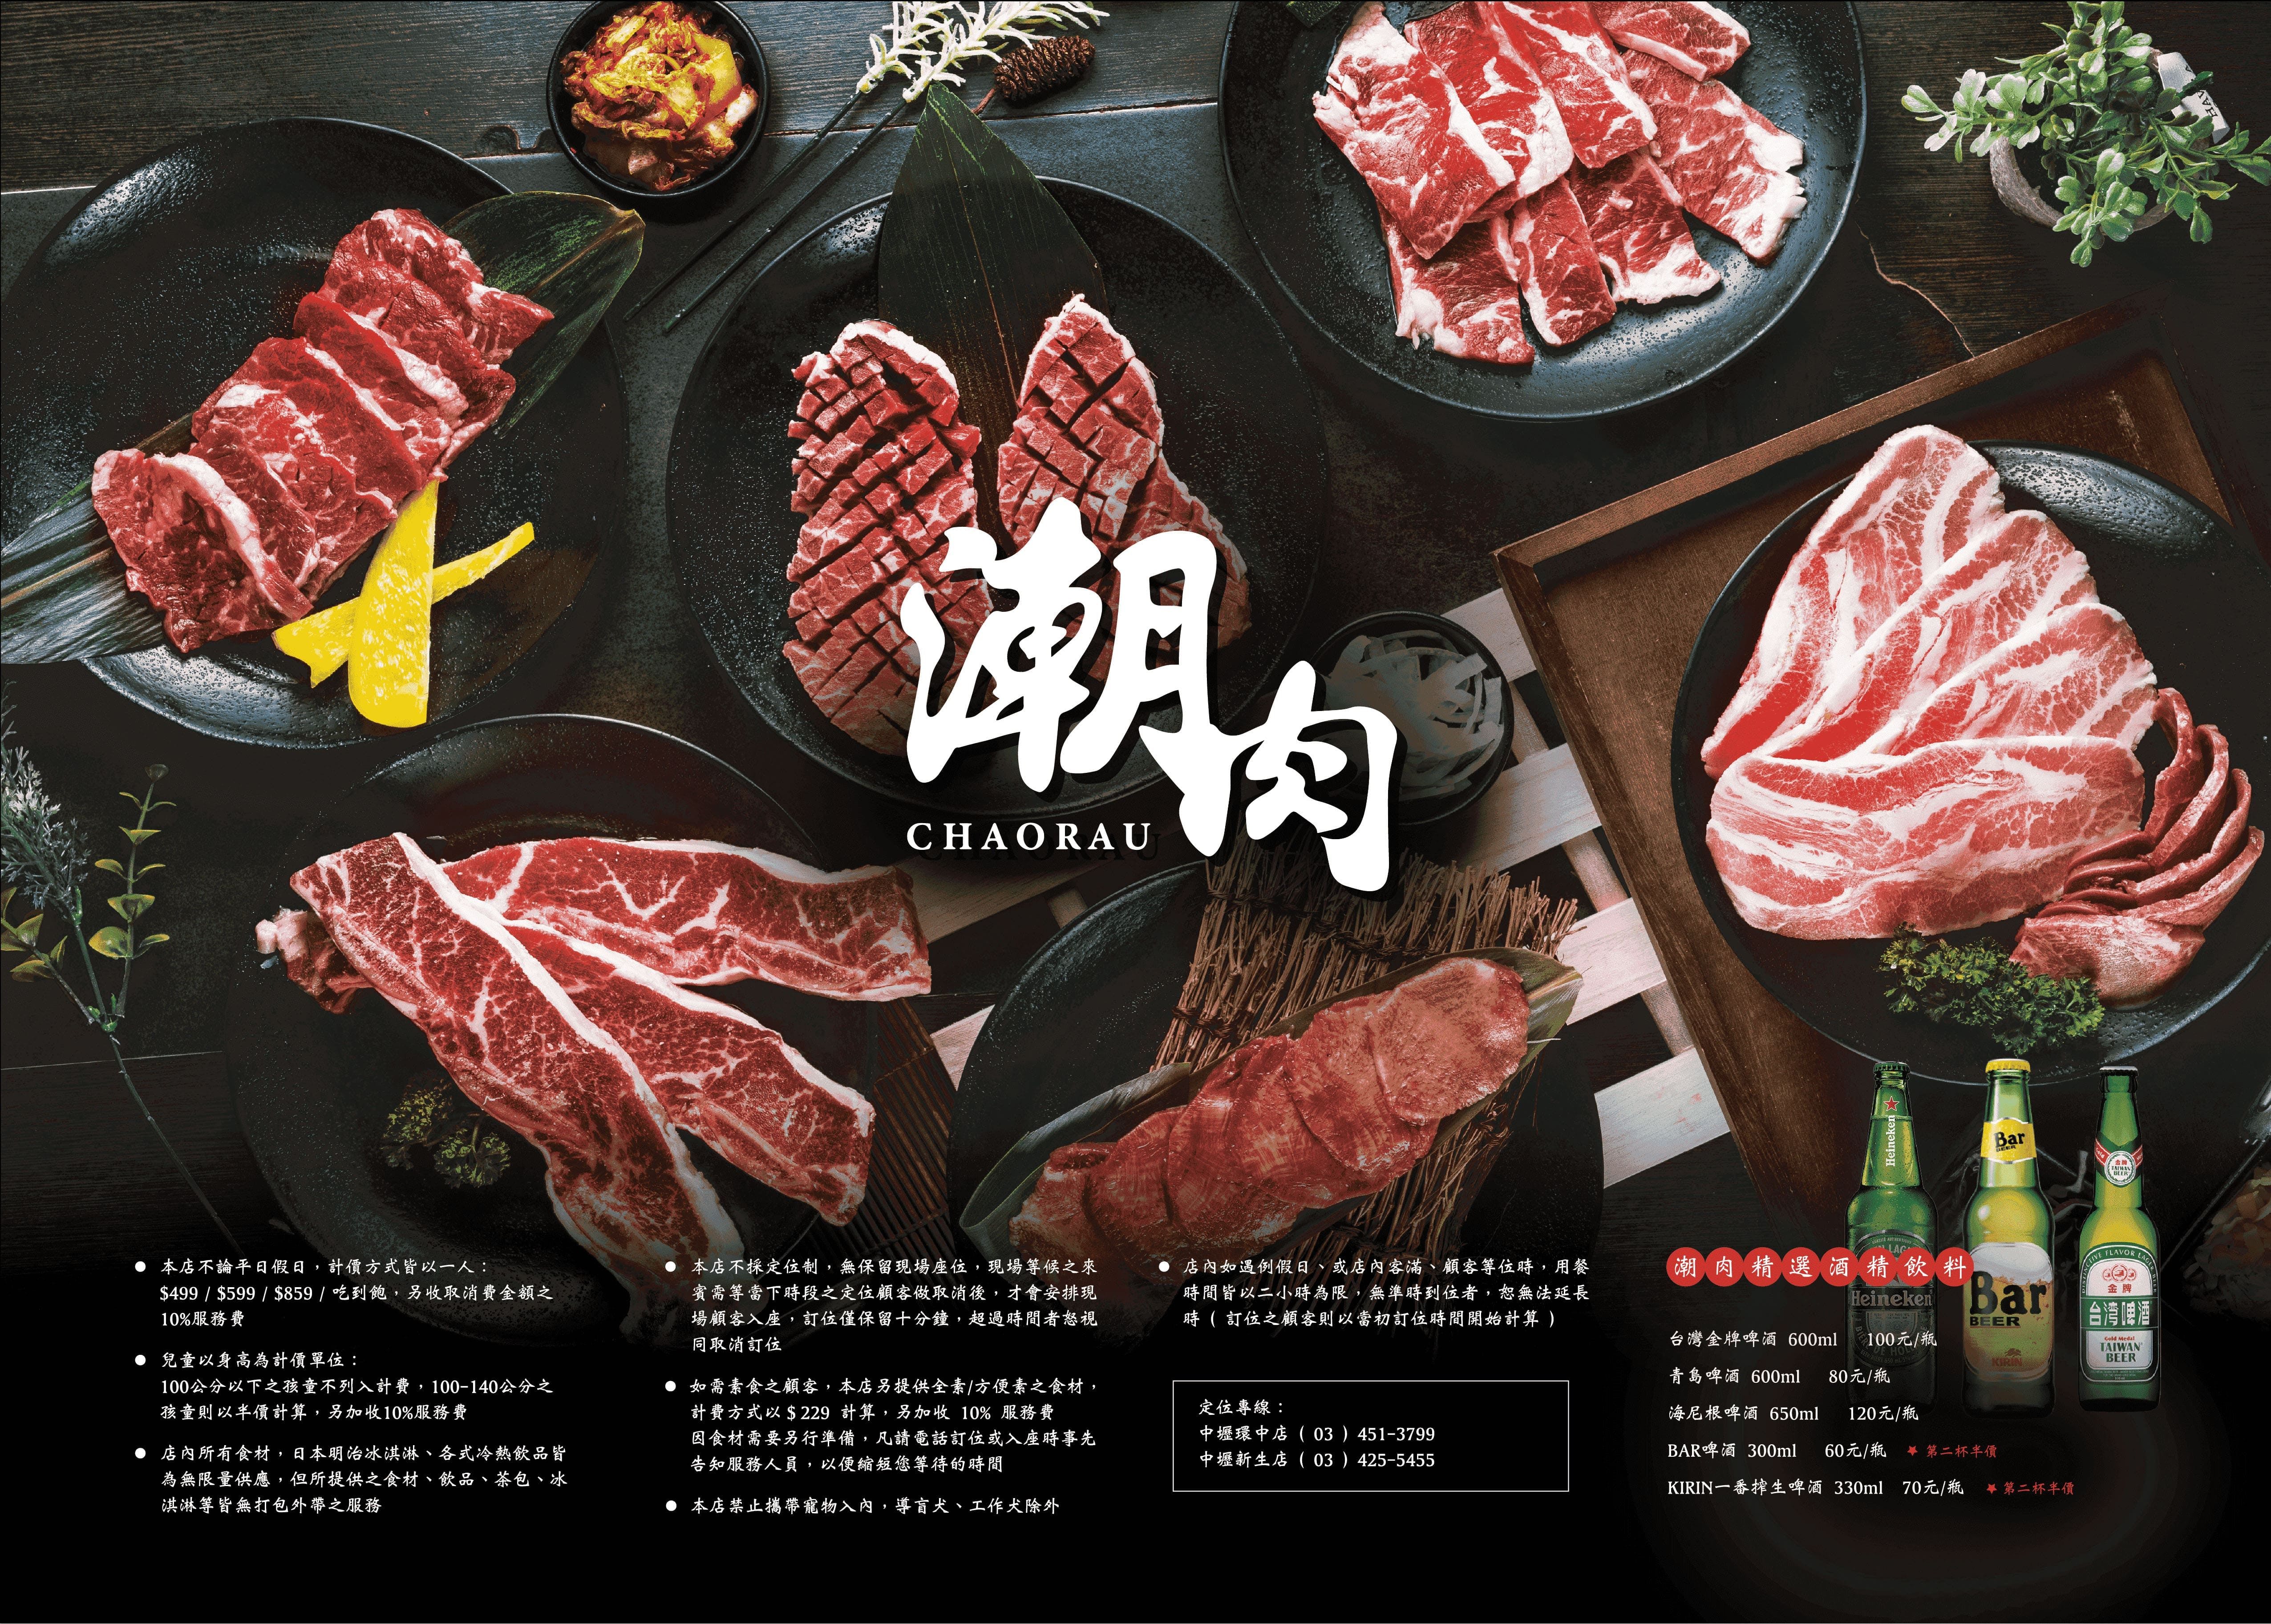 潮肉
CHAORAU
● 本店不論平日假日，計價方式皆以一人：
$499 / $599 / $859 / 吃到飽，另收取消費金額之
10%服務費
● 兒童以身高為計價單位：
100公分以下之孩童不列入計費，100-140公分之
孩童則以半價計算，另加收10%服務費
● 店內所有食材，日本明治冰淇淋、各式冷熱飲品皆
為無限量供應，但所提供之食材、飲品、茶包、冰
淇淋等皆無打包外帶之服務
● 本店不採定位制，無保留現場座位，現場等候之來
賓需等當下時段之定位顧客做取消後，才會安排現
場顧客入座，訂位僅保留十分鐘，超過時間者怒視
同取消訂位
● 如需素食之顧客，本店另提供全素/方便素之食材，
計費方式以 $ 229 計算，另加收 10% 服務費
因食材需要另行準備，凡請電話訂位或入座時事先
告知服務人員，以便縮短您等待的時間
● 本店禁止攜帶寵物入內，導盲犬、工作犬除外
● 店內如遇倒假日、或店內客滿、顧客等位時，用餐
時間皆以二小時為限，無準時到位者，恕無法延長
時 ( 訂位之顧客則以當初訂位時間開始計算 )
定位專線：
中壢環中店 ( 03 ) 451-3799
中壢新生店 ( 03 ) 425-5455
潮肉精選酒精飲料
台灣金牌啤酒 600ml 100元/瓶
青島啤酒 600ml 80元/瓶
海尼根啤酒 650ml 120元/瓶
BAR啤酒 300ml 60元/瓶 ★ 第二杯半價
KIRIN一番搾生啤酒 330ml 70元/瓶 ★ 第二杯半價
Heineken
Heineken
Bar
BEER
Bar
BEER
KIRIN
金牌
TAIWAN
BEER
金牌
台湾啤酒
Gold Medal
TAIWAN
BEER